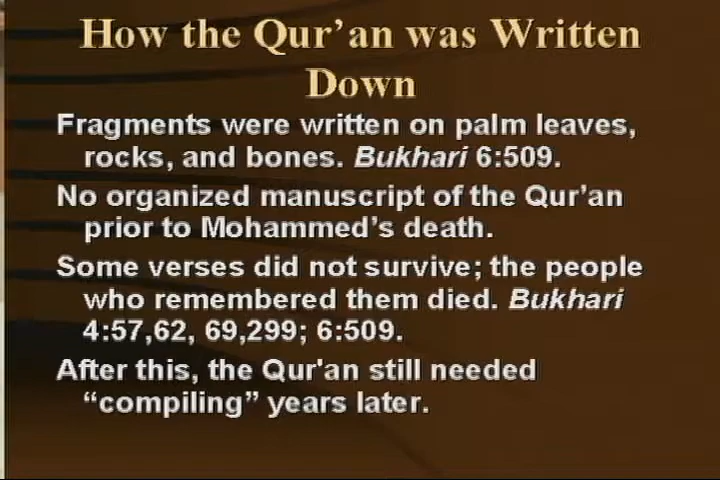 How the Qur’an was Written
Down
Fragments were written on palm leaves,
rocks, and bones. Bukhari 6:509.
No organized manuscript of the Qur’an
prior to Mohammed’s death.
Some verses did not survive; the people
who remembered them died. Bukhari
4:57,62, 69,299; 6:509.
After this, the Qur'an still needed
“compiling” years later.